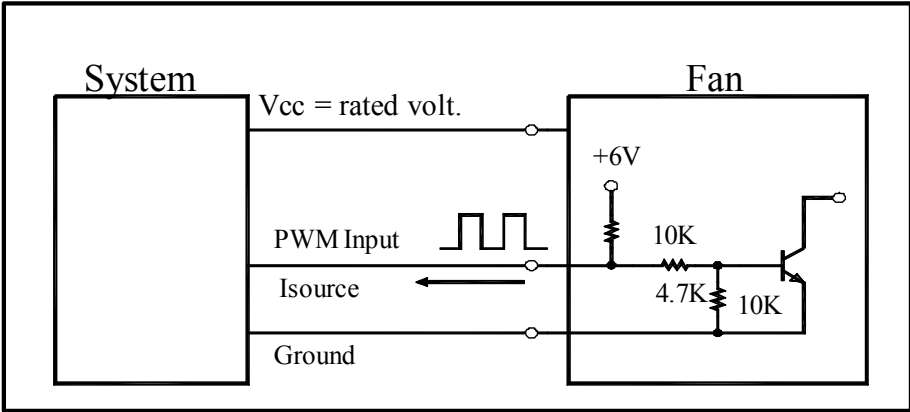 System
Fan
Vcc = rated volt.
+6V
PWM Input
10K
Isource
4.7K
10K
Ground